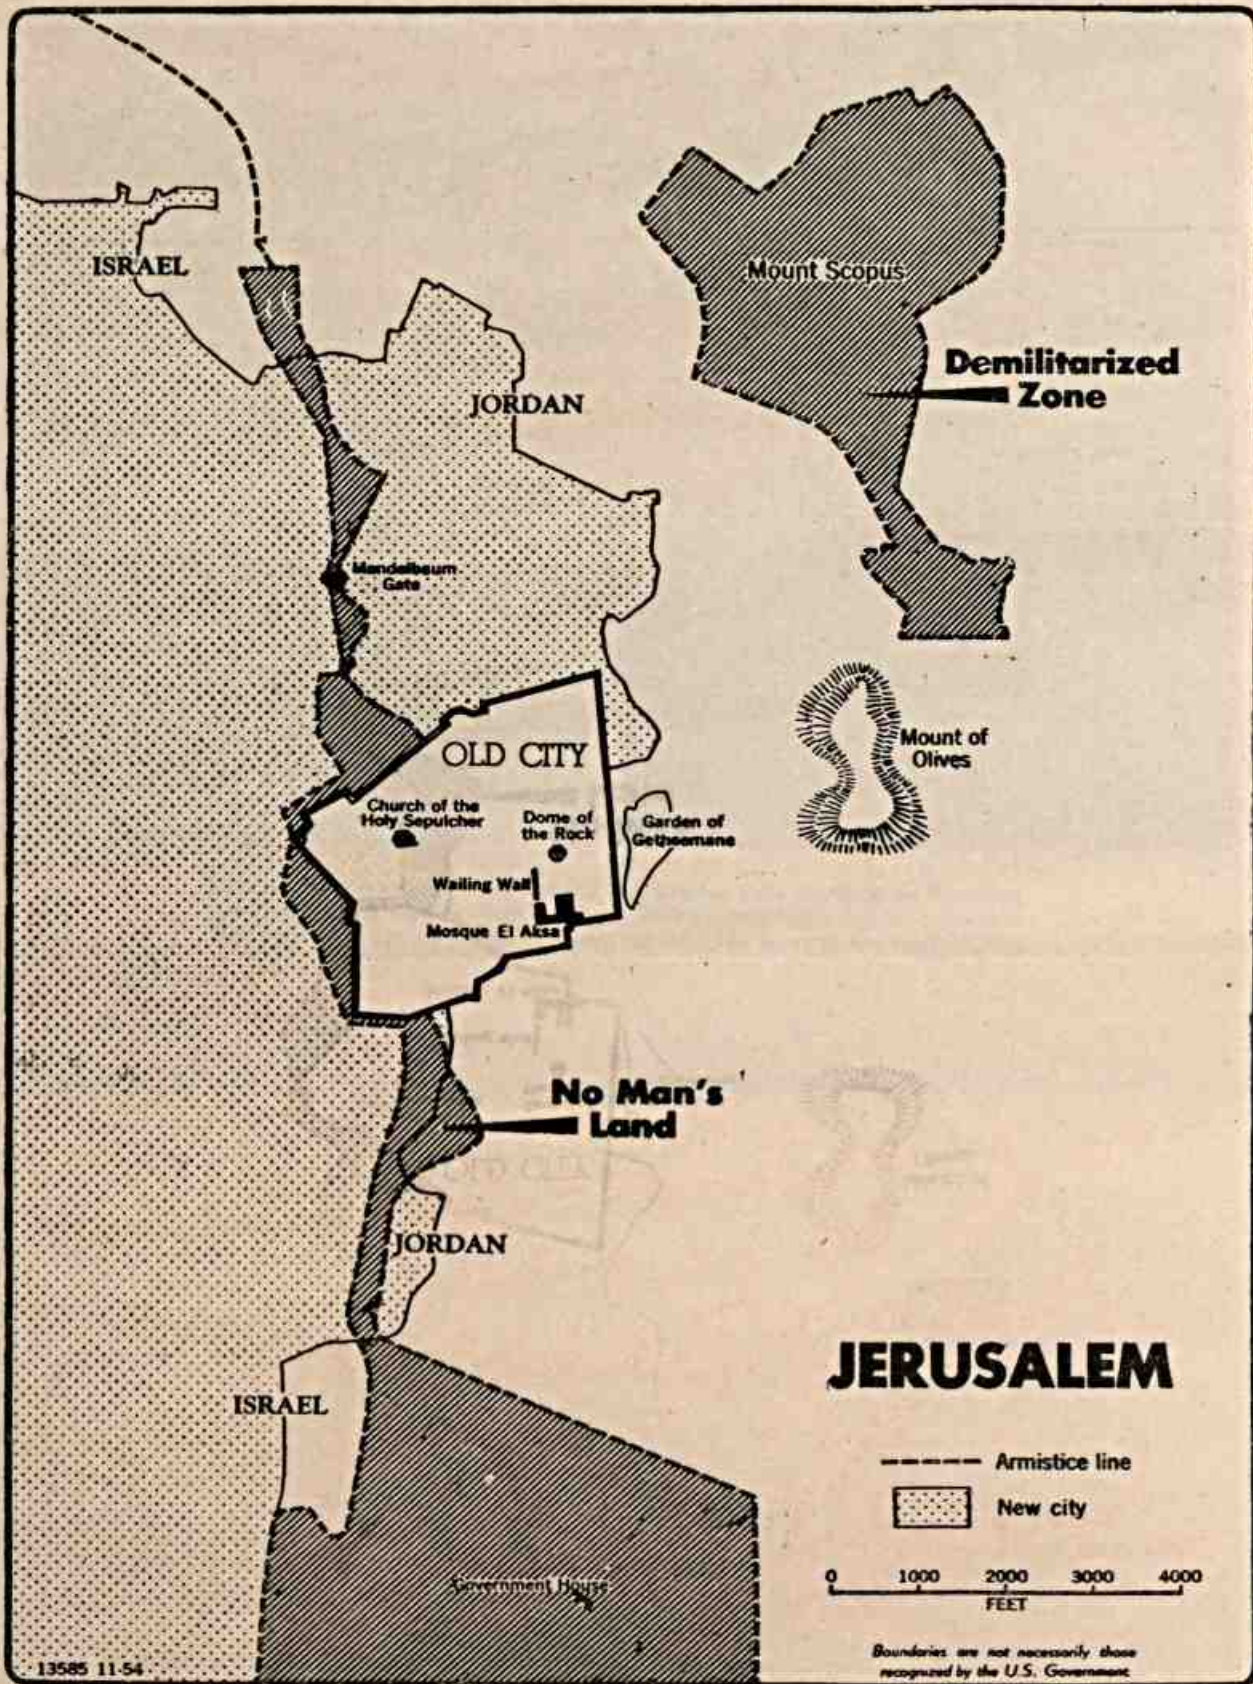 ISRAEL
Mount Scopus
Demilitarized
Zone
JORDAN
Mandelbaum
Gate
OLD CITY
Mount of
Olives
Church of the
Holy Sepulcher
Dome of
the Rock
Garden of
Gethsemane
Wailing Wall
Mosque El Aksa
No Man's
Land
OLD CITY
JORDAN
JERUSALEM
ISRAEL
Armistice line
New city
0 1000 2000 3000 4000
FEET
Government House
Boundaries are not necessarily those
recognized by the U.S. Government
13585 11-54